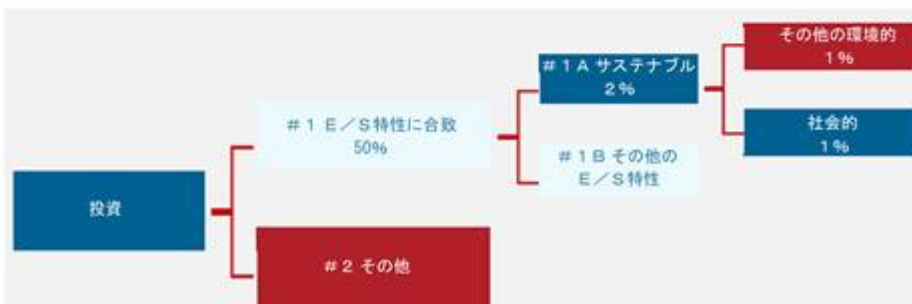 投資
#1 E/S特性に合致
50%
#2 その他
#1A サステナブル
2%
#1B その他の
E/S特性
その他の環境的
1%
社会的
1%